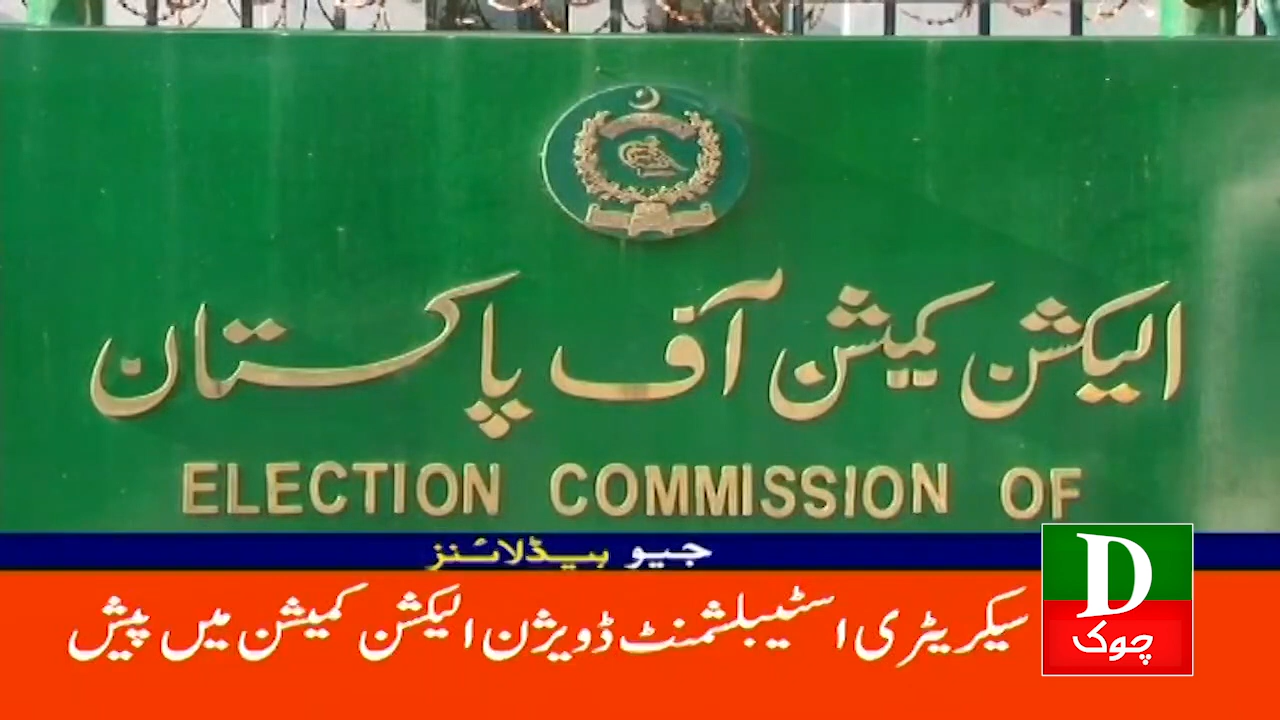 الیکشن کمیشن آف پاکستان
ELECTION COMMISSION OF
جیو ہیڈلائنز
سیکریٹری اسٹیبلشمنٹ ڈویژن الیکشن کمیشن میں پیش
D
چوک